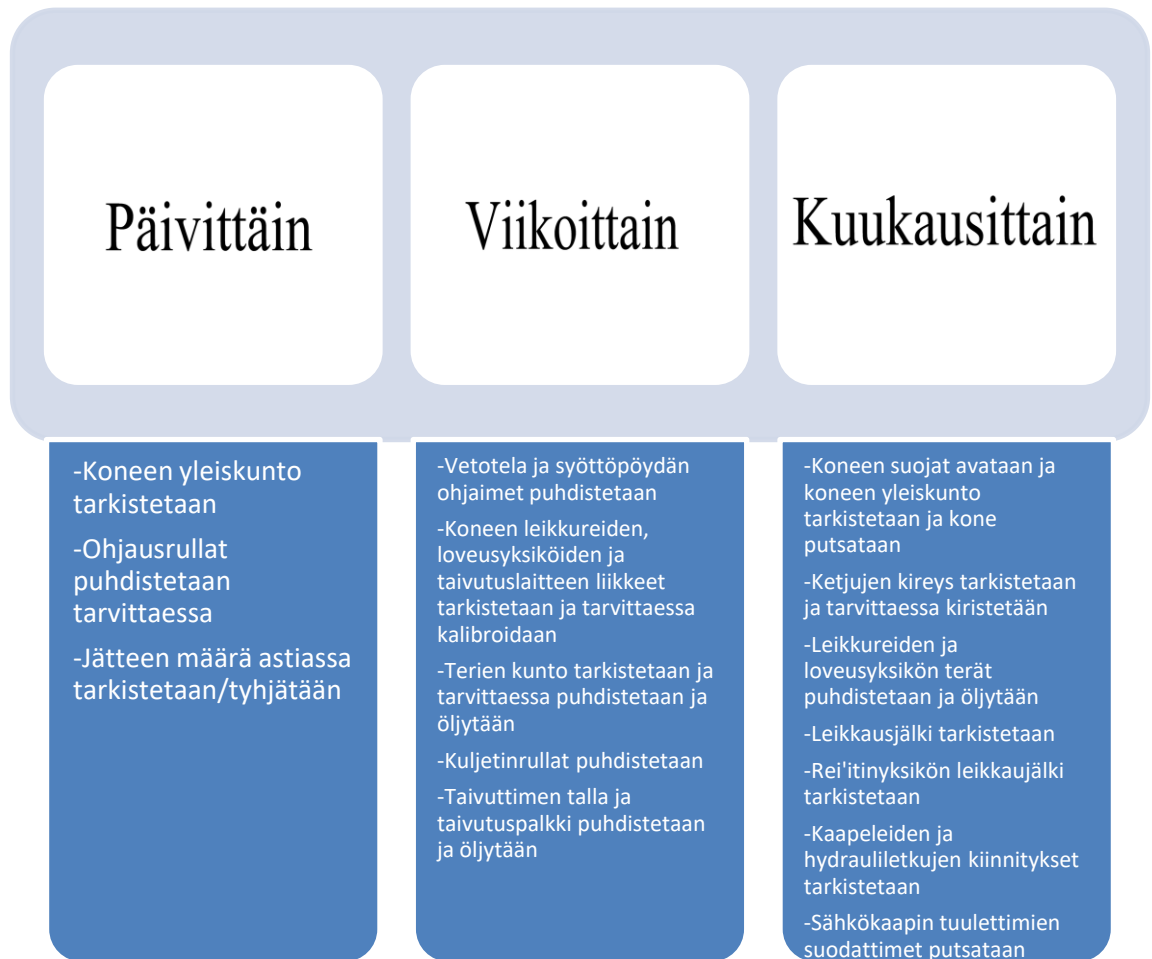 Päivittäin
Viikoittain
Kuukausittain
-Koneen yleiskunto
tarkistetaan
-Ohjausrullat
puhdistetaan
tarvittaessa
-Jätteen määrä astiassa
tarkistetaan/tyhjätään
-Vetotela ja syöttöpöydän
ohjaimet puhdistetaan
-Koneen leikkureiden,
loveusyksiköiden ja
taivutuslaitteen liikkeet
tarkistetaan ja tarvittaessa
kalibroidaan
-Terien kunto tarkistetaan ja
tarvittaessa puhdistetaan ja
öljytään
-Kuljetinrullat puhdistetaan
-Taivuttimen talla ja
taivutuspalkki puhdistetaan
ja öljytään
-Koneen suojat avataan ja
koneen yleiskunto
tarkistetaan ja kone
putsataan
-Ketjujen kireys tarkistetaan
ja tarvittaessa kiristetään
-Leikkureiden ja
loveusyksikön terät
puhdistetaan ja öljytään
-Leikkausjälki tarkistetaan
-Rei'itinyksikön leikkaujälki
tarkistetaan
-Kaapeleiden ja
hydrauliletkujen kiinnitykset
tarkistetaan
-Sähkökaapin tuulettimien
suodattimet putsataan